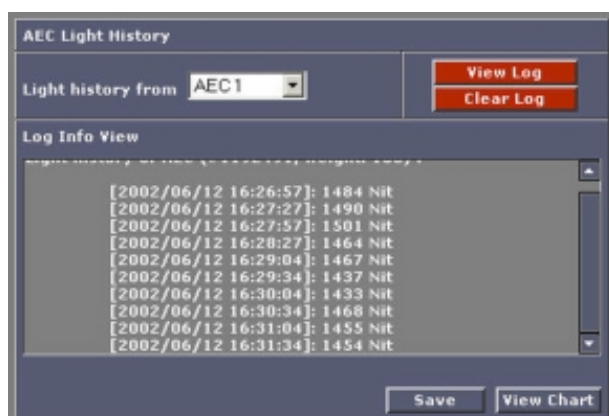 AEC Light History
Light history from AEC1
View Log
Clear Log
Log Info View
[2002/06/12 16:26:57]: 1484 Nit
[2002/06/12 16:27:27]: 1490 Nit
[2002/06/12 16:27:57]: 1501 Nit
[2002/06/12 16:28:27]: 1464 Nit
[2002/06/12 16:29:04]: 1467 Nit
[2002/06/12 16:29:34]: 1437 Nit
[2002/06/12 16:30:04]: 1433 Nit
[2002/06/12 16:30:34]: 1468 Nit
[2002/06/12 16:31:04]: 1455 Nit
[2002/06/12 16:31:34]: 1454 Nit
Save View Chart